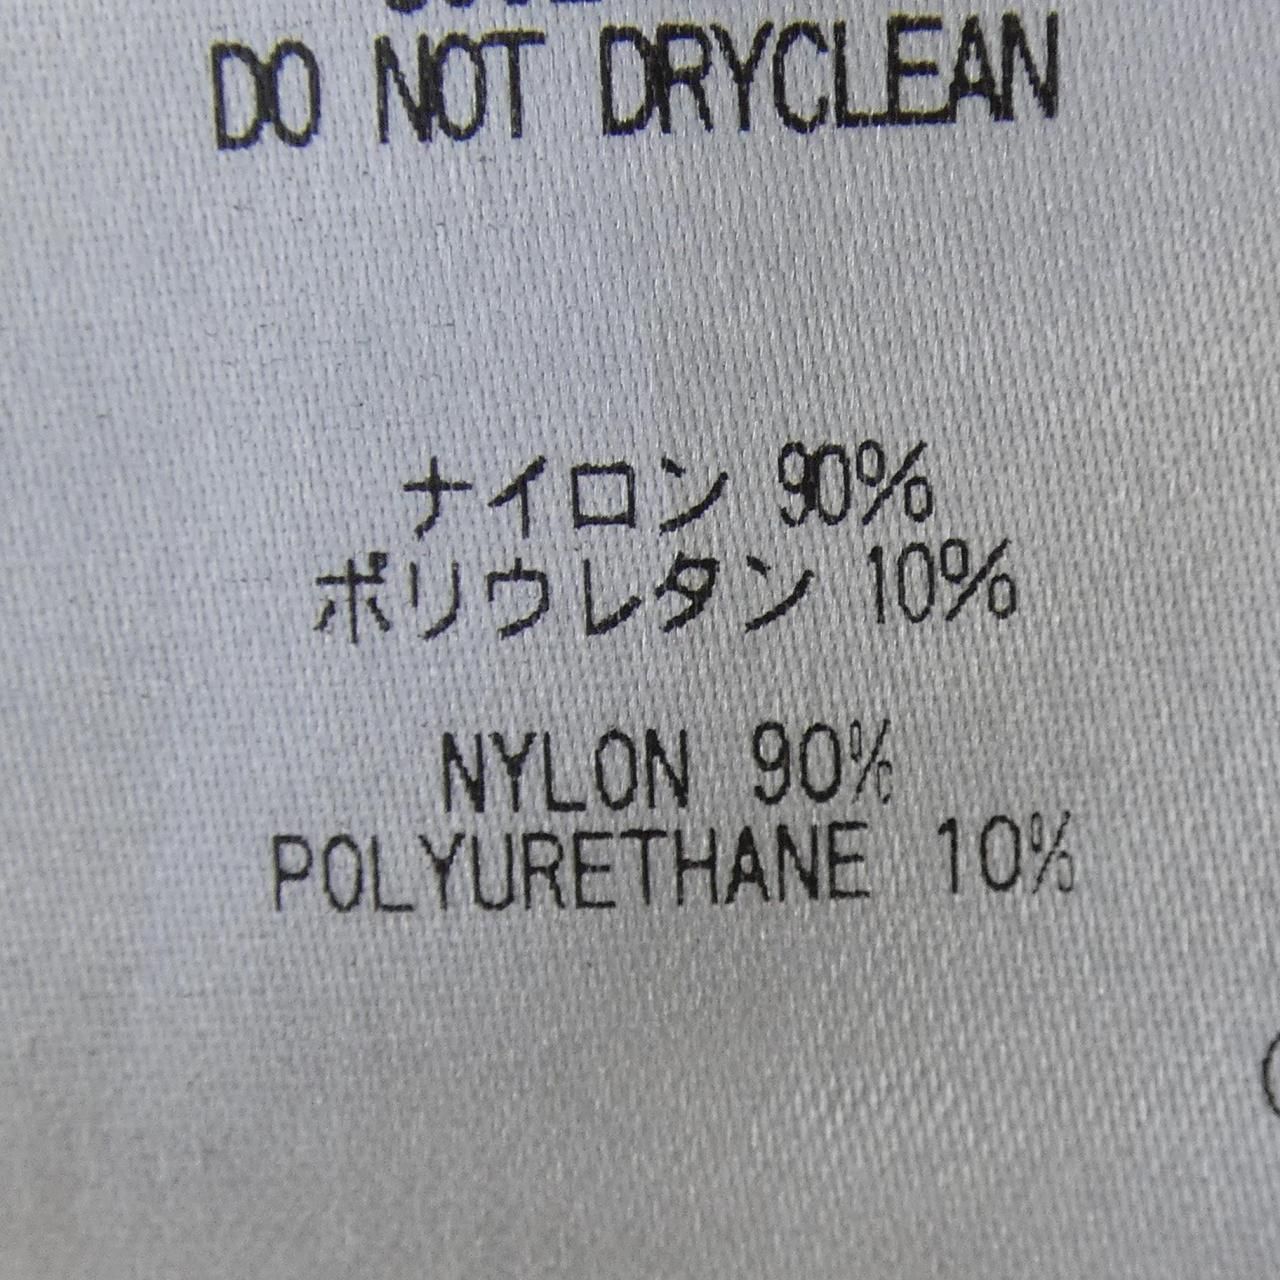 DO NOT DRYCLEAN
ナイロン 90%
ポリウレタン 10%
NYLON 90%
POLYURETHANE 10%